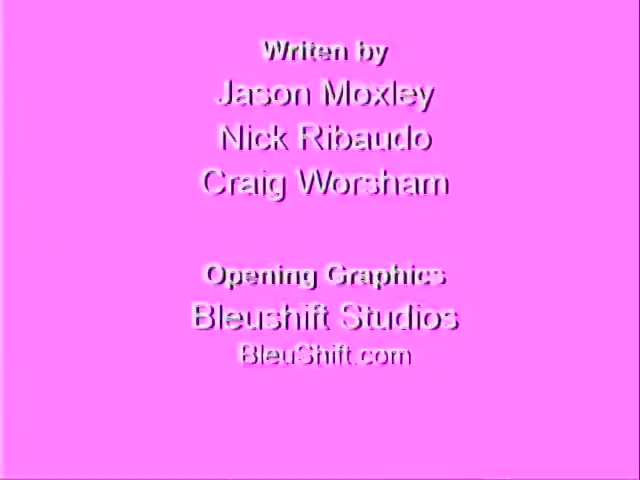 Writen by
Jason Moxley
Nick Ribaudo
Craig Worsham
Opening Graphics
Bleushift Studios
BleuShift.com